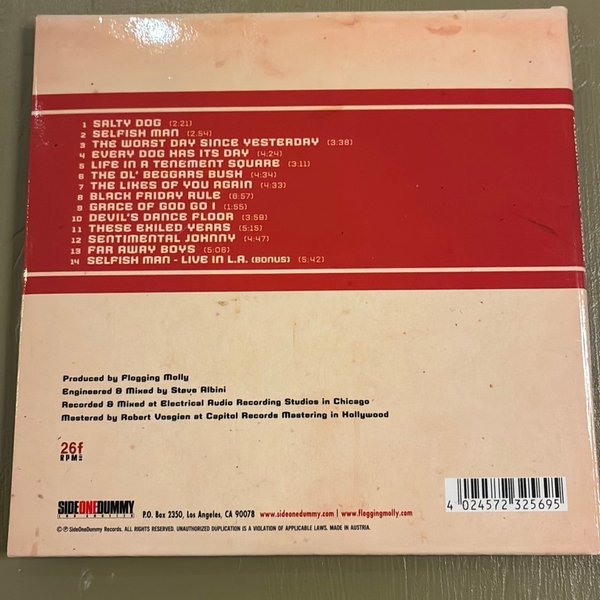 1 SALTY DOG (2:21)
2 SELFISH MAN (2:54)
3 THE WORST DAY SINCE YESTERDAY (3:38)
4 EVERY DOG HAS ITS DAY (4:24)
5 LIFE IN A TENEMENT SQUARE (3:11)
6 THE OL' BEGGARS BUSH (4:34)
7 THE LIKES OF YOU AGAIN (4:33)
8 BLACK FRIDAY RULE (6:57)
9 GRACE OF GOD GO I (1:55)
10 DEVIL'S DANCE FLOOR (3:59)
11 THESE EXILED YEARS (5:15)
12 SENTIMENTAL JOHNNY (4:47)
13 FAR AWAY BOYS (5:06)
14 SELFISH MAN - LIVE IN L.A. (BONUS) (5:42)
Produced by Flogging Molly
Engineered & Mixed by Steve Albini
Recorded & Mixed at Electrical Audio Recording Studios in Chicago
Mastered by Robert Vosgien at Capitol Records Mastering in Hollywood
26f
RPM
SIDEONEDUMMY
LOS ANGELES
P.O. Box 2350, Los Angeles, CA 90078 www.sideonedummy.com / www.floggingmolly.com
©℗ SideOneDummy Records. ALL RIGHTS RESERVED. UNAUTHORIZED DUPLICATION IS A VIOLATION OF APPLICABLE LAWS. MADE IN AUSTRIA.
4 024572 325695